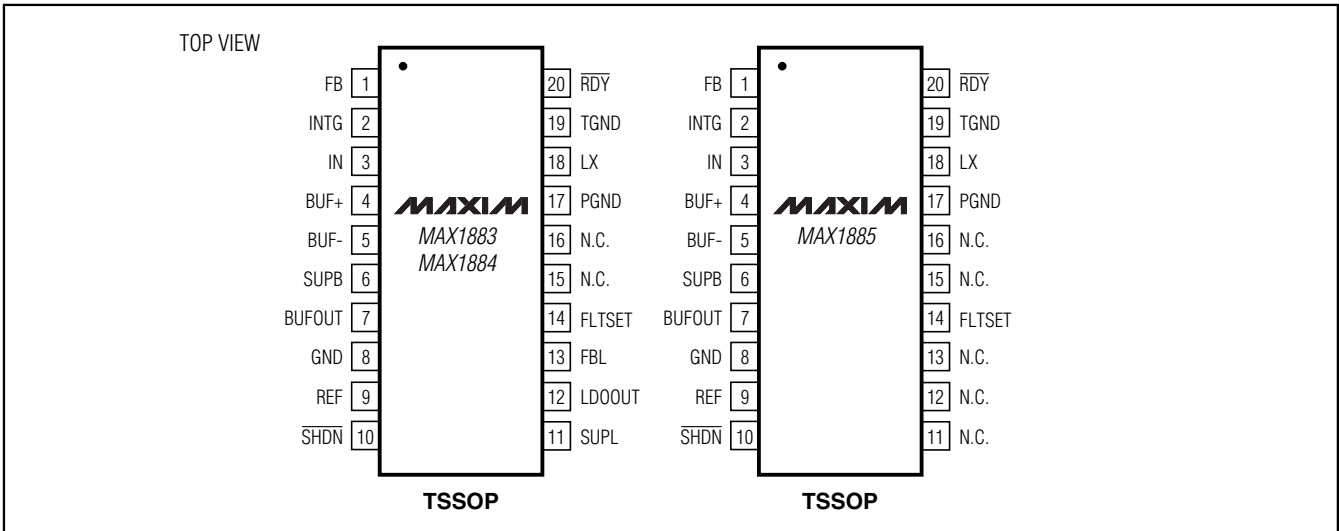 TOP VIEW
FB 1 20 R̅D̅Y̅ FB 1 20 R̅D̅Y̅
INTG 2 19 TGND INTG 2 19 TGND
IN 3 18 LX IN 3 18 LX
BUF+ 4 MAXIM 17 PGND BUF+ 4 MAXIM 17 PGND
BUF- 5 MAX1883 16 N.C. BUF- 5 MAX1885 16 N.C.
MAX1884
SUPB 6 15 N.C. SUPB 6 15 N.C.
BUFOUT 7 14 FLTSET BUFOUT 7 14 FLTSET
GND 8 13 FBL GND 8 13 N.C.
REF 9 12 LDOOUT REF 9 12 N.C.
S̅H̅D̅N̅ 10 11 SUPL S̅H̅D̅N̅ 10 11 N.C.
TSSOP TSSOP